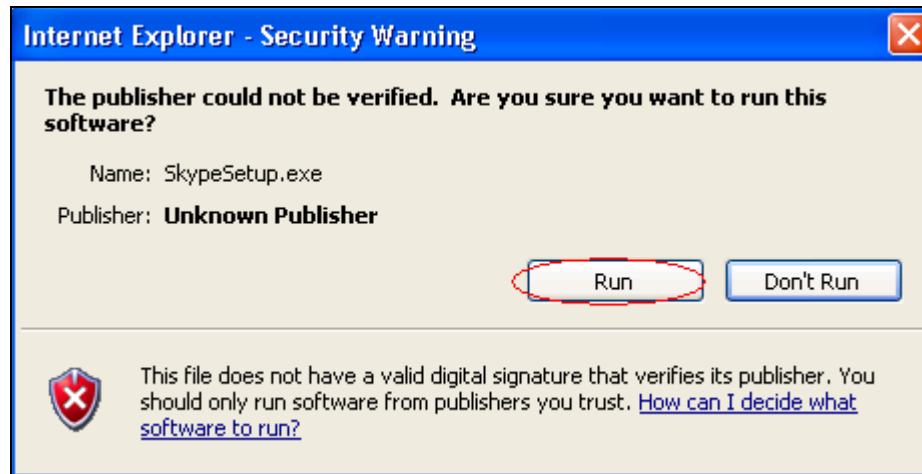 Internet Explorer - Security Warning
The publisher could not be verified.  Are you sure you want to run this
software?
Name: SkypeSetup.exe
Publisher: Unknown Publisher
Run
Don't Run
This file does not have a valid digital signature that verifies its publisher. You
should only run software from publishers you trust. How can I decide what
software to run?